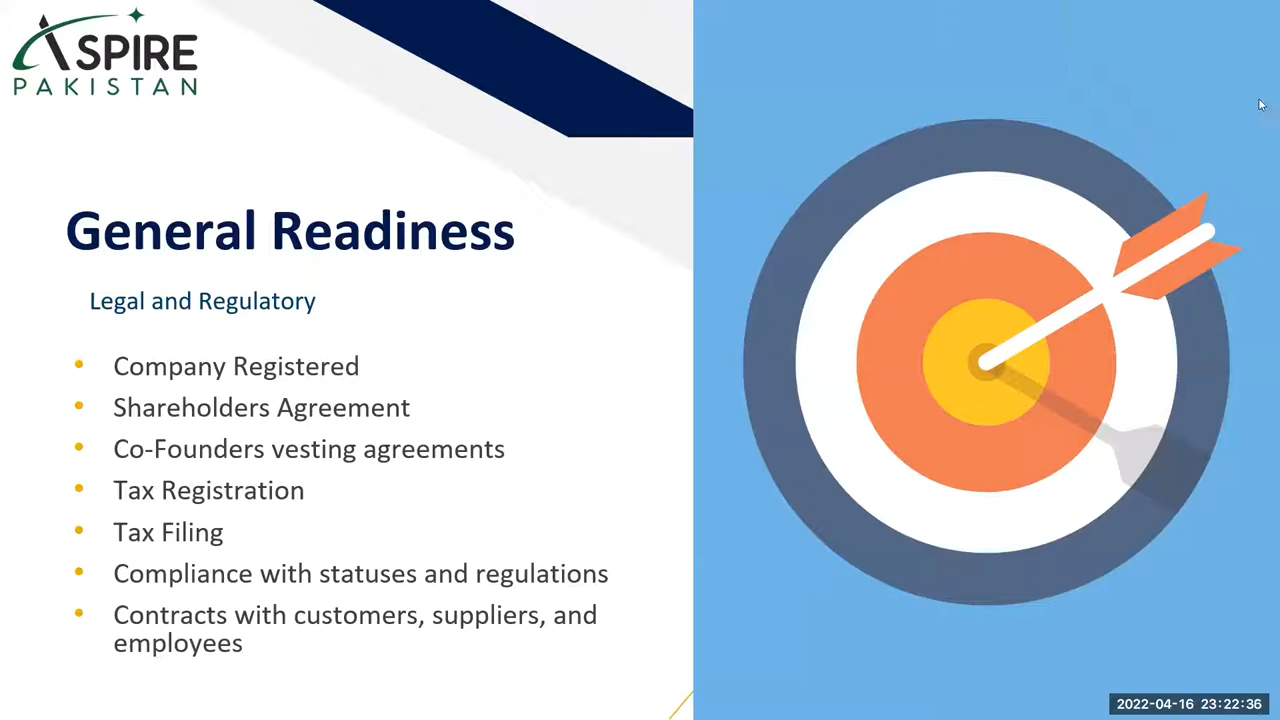 ASPIRE
PAKISTAN
General Readiness
Legal and Regulatory
• Company Registered
• Shareholders Agreement
• Co-Founders vesting agreements
• Tax Registration
• Tax Filing
• Compliance with statuses and regulations
• Contracts with customers, suppliers, and
employees
2022-04-16 23:22:36